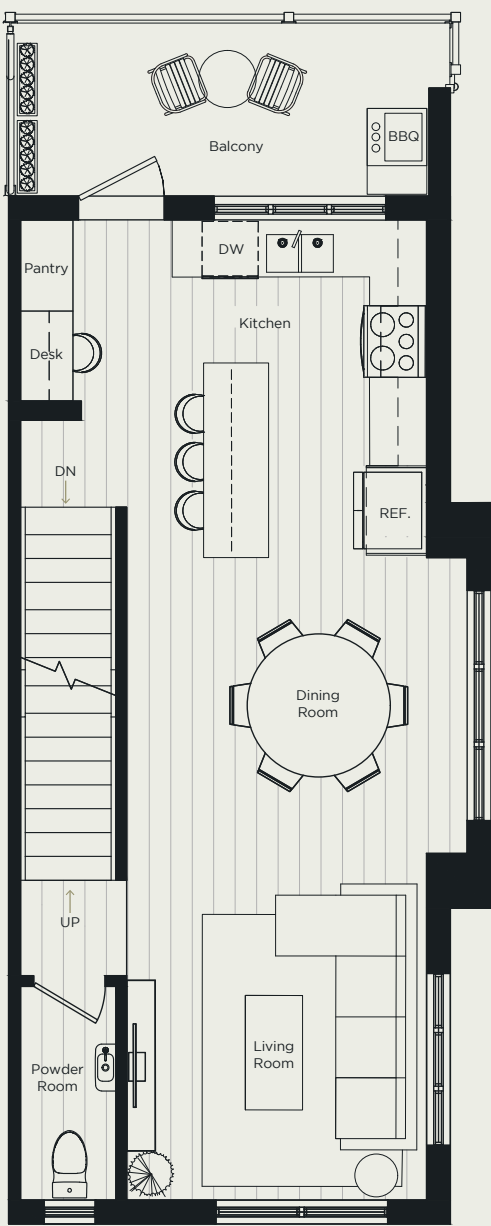 Balcony
BBQ
Pantry
DW
Kitchen
Desk
DN
REF.
Dining
Room
UP
Living
Room
Powder
Room